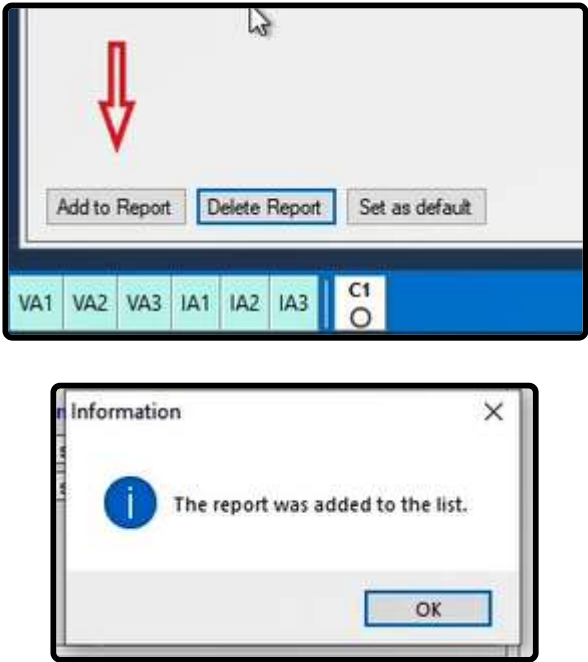 Add to Report Delete Report Set as default
VA1 VA2 VA3 IA1 IA2 IA3 C1
Information
The report was added to the list.
OK